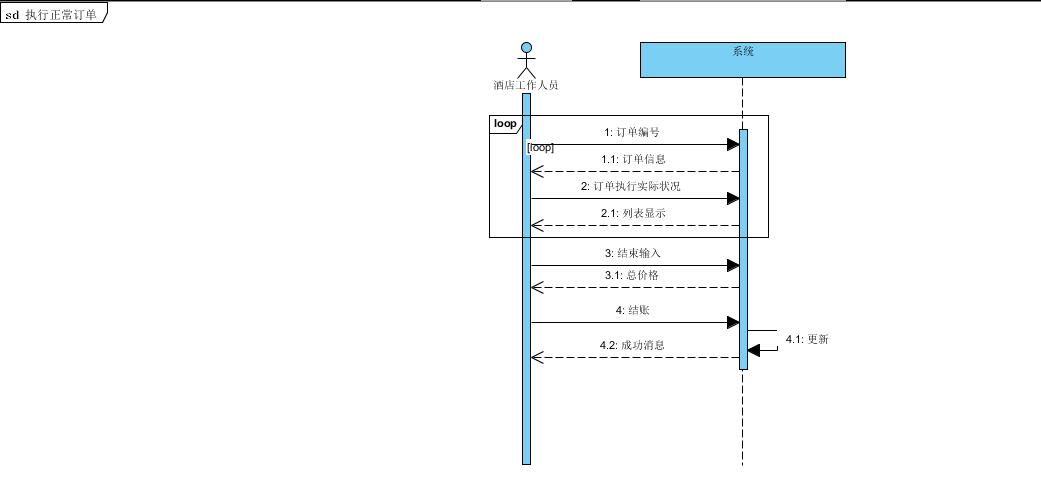 sd 执行正常订单
系统
酒店工作人员
loop
1: 订单编号
[loop]
1.1: 订单信息
2: 订单执行实际状况
2.1: 列表显示
3: 结束输入
3.1: 总价格
4: 结账
4.1: 更新
4.2: 成功消息